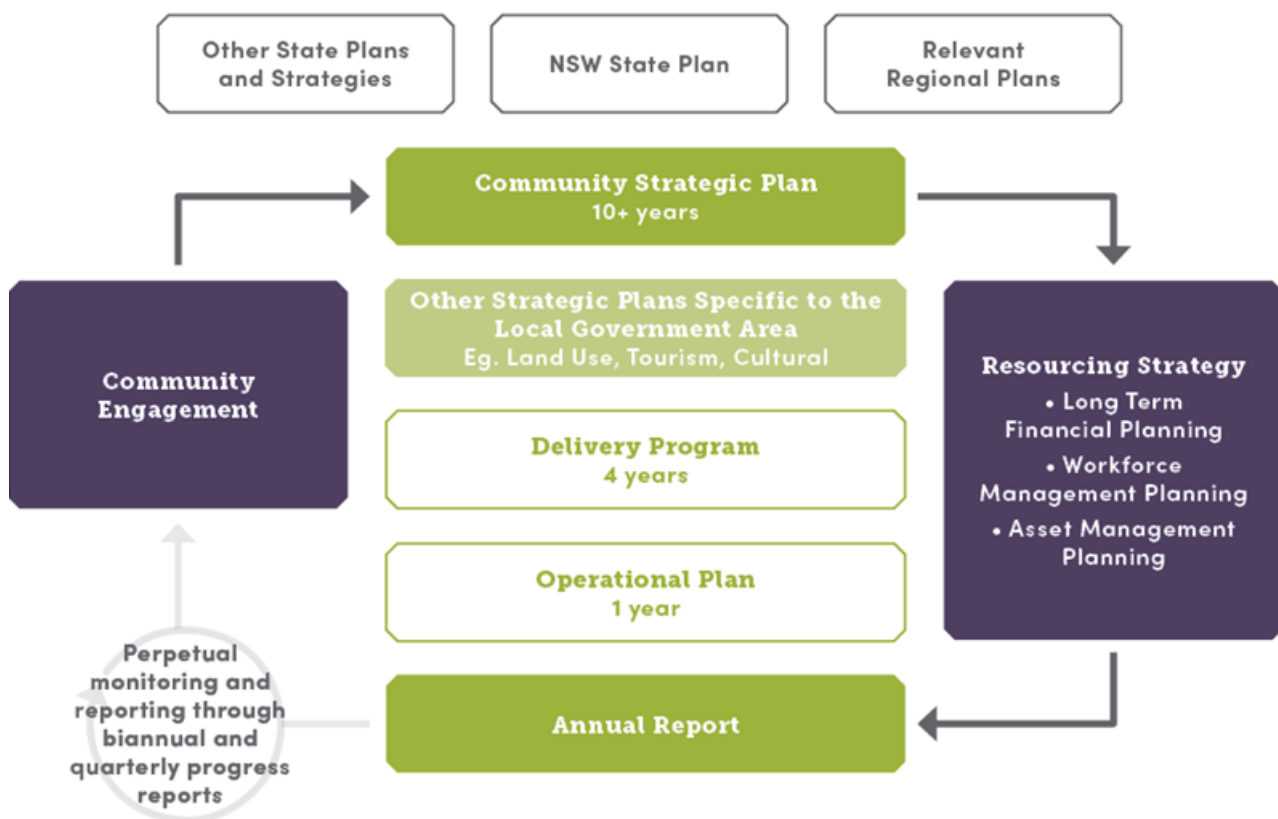 Other State Plans
and Strategies
NSW State Plan
Relevant
Regional Plans
Community Strategic Plan
10+ years
Other Strategic Plans Specific to the
Local Government Area
Eg. Land Use, Tourism, Cultural
Community
Engagement
Resourcing Strategy
• Long Term
Financial Planning
• Workforce
Management Planning
• Asset Management
Planning
Delivery Program
4 years
Operational Plan
1 year
Perpetual
monitoring and
reporting through
biannual and
quarterly progress
reports
Annual Report